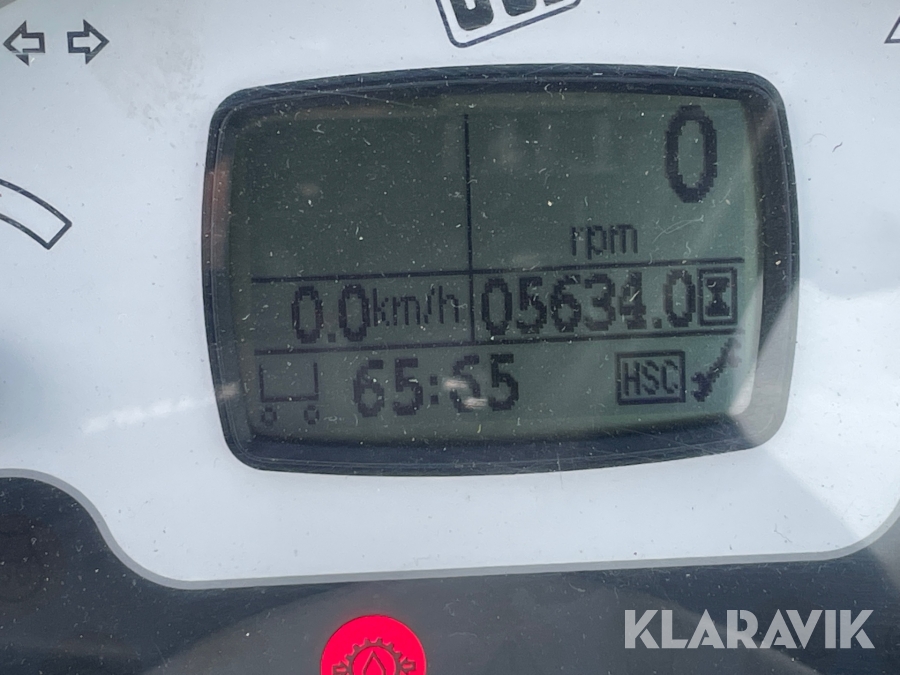 0
rpm
0.0km/h 05634.0
65:65 HSC
KLARAVIK